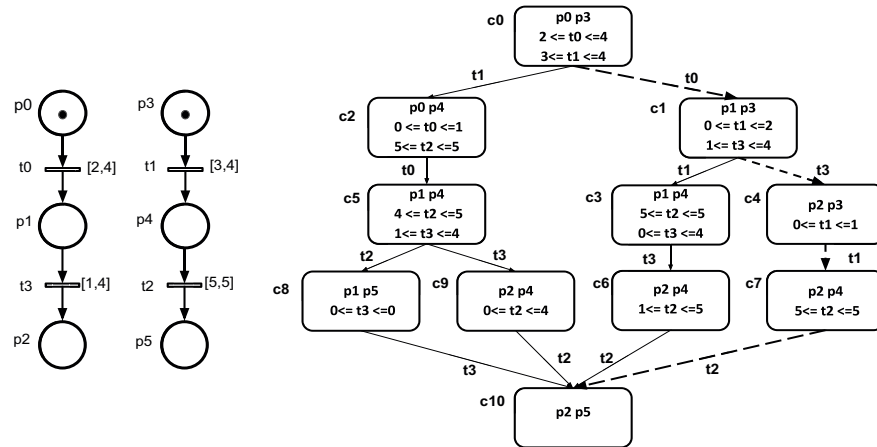 p0
t0 [2,4]
p1
t3 [1,4]
p2
p3
t1 [3,4]
p4
t2 [5,5]
p5
c0
p0 p3
2 <= t0 <=4
3<= t1 <=4
t1
t0
c2
p0 p4
0 <= t0 <=1
5<= t2 <=5
c1
p1 p3
0 <= t1 <=2
1<= t3 <=4
t0
t1
t3
c5
p1 p4
4 <= t2 <=5
1<= t3 <=4
c3
p1 p4
5<= t2 <=5
0<= t3 <=4
c4
p2 p3
0<= t1 <=1
t2
t3
t3
t1
c8
p1 p5
0<= t3 <=0
c9
p2 p4
0<= t2 <=4
c6
p2 p4
1<= t2 <=5
c7
p2 p4
5<= t2 <=5
t3
t2
t2
t2
c10
p2 p5